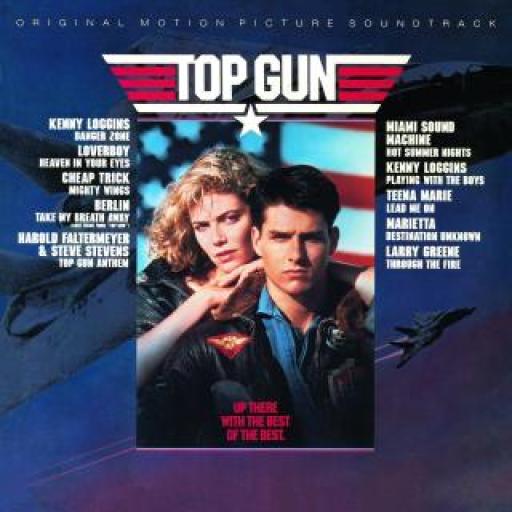 ORIGINAL MOTION PICTURE SOUNDTRACK
TOP GUN
KENNY LOGGINS
DANGER ZONE
LOVERBOY
HEAVEN IN YOUR EYES
CHEAP TRICK
MIGHTY WINGS
BERLIN
TAKE MY BREATH AWAY
HAROLD FALTERMEYER
& STEVE STEVENS
TOP GUN ANTHEM
MIAMI SOUND
MACHINE
HOT SUMMER NIGHTS
KENNY LOGGINS
PLAYING WITH THE BOYS
TEENA MARIE
LEAD ME ON
MARIETTA
DESTINATION UNKNOWN
LARRY GREENE
THROUGH THE FIRE
UP THERE
WITH THE BEST
OF THE BEST.